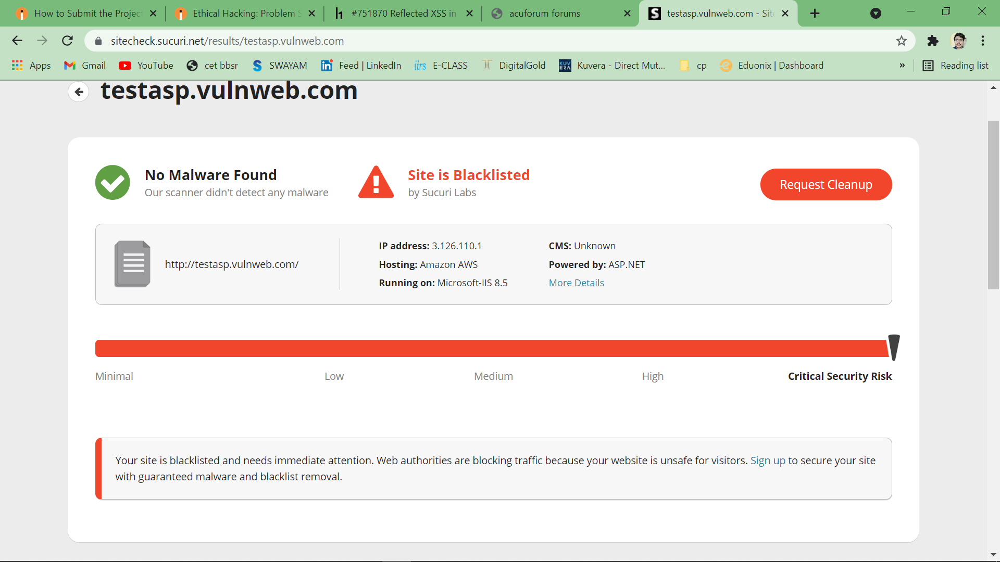 How to Submit the Project
Ethical Hacking: Problem S
#751870 Reflected XSS in
acuforum forums
testasp.vulnweb.com - Site
sitecheck.sucuri.net/results/testasp.vulnweb.com
Apps
Gmail
YouTube
cet bbsr
SWAYAM
Feed | LinkedIn
E-CLASS
DigitalGold
KUVERA
Kuvera - Direct Mut...
cp
Eduonix | Dashboard
»
Reading list
testasp.vulnweb.com
No Malware Found
Our scanner didn't detect any malware
Site is Blacklisted
by Sucuri Labs
Request Cleanup
http://testasp.vulnweb.com/
IP address: 3.126.110.1
Hosting: Amazon AWS
Running on: Microsoft-IIS 8.5
CMS: Unknown
Powered by: ASP.NET
More Details
Minimal
Low
Medium
High
Critical Security Risk
Your site is blacklisted and needs immediate attention. Web authorities are blocking traffic because your website is unsafe for visitors. Sign up to secure your site
with guaranteed malware and blacklist removal.